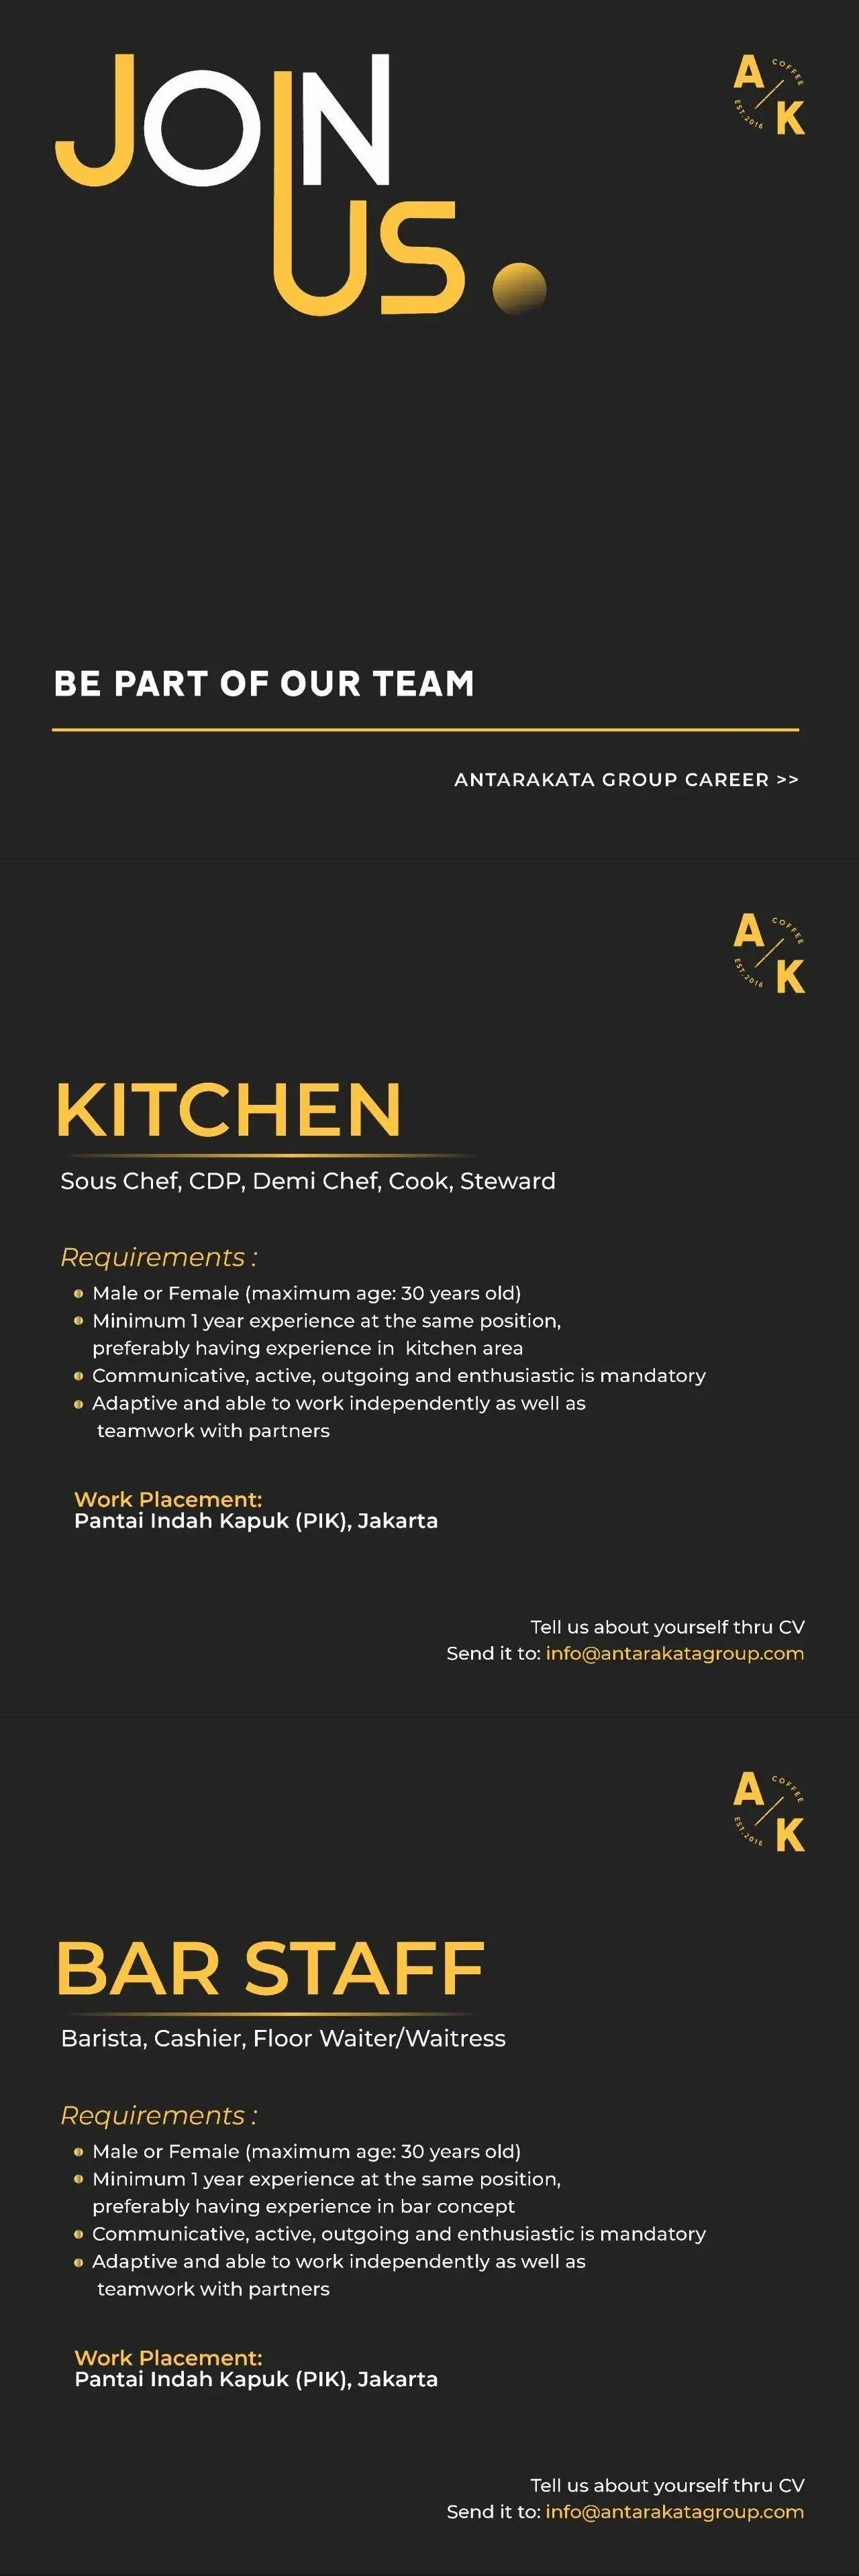 JOIN
US.
A COFFEE
EST.2016 K
BE PART OF OUR TEAM
ANTARAKATA GROUP CAREER >>
A COFFEE
EST.2016 K
KITCHEN
Sous Chef, CDP, Demi Chef, Cook, Steward
Requirements :
Male or Female (maximum age: 30 years old)
Minimum 1 year experience at the same position,
preferably having experience in  kitchen area
Communicative, active, outgoing and enthusiastic is mandatory
Adaptive and able to work independently as well as
teamwork with partners
Work Placement:
Pantai Indah Kapuk (PIK), Jakarta
Tell us about yourself thru CV
Send it to: info@antarakatagroup.com
A COFFEE
EST.2016 K
BAR STAFF
Barista, Cashier, Floor Waiter/Waitress
Requirements :
Male or Female (maximum age: 30 years old)
Minimum 1 year experience at the same position,
preferably having experience in bar concept
Communicative, active, outgoing and enthusiastic is mandatory
Adaptive and able to work independently as well as
teamwork with partners
Work Placement:
Pantai Indah Kapuk (PIK), Jakarta
Tell us about yourself thru CV
Send it to: info@antarakatagroup.com